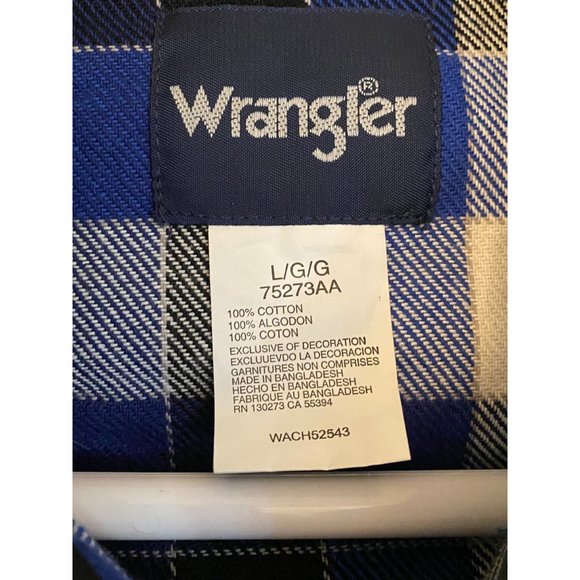 Wrangler®
L/G/G
75273AA
100% COTTON
100% ALGODON
100% COTON
EXCLUSIVE OF DECORATION
EXCLUUEVDO LA DECORACION
GARNITURES NON COMPRISES
MADE IN BANGLADESH
HECHO EN BANGLADESH
FABRIQUE AU BANGLADESH
RN 130273 CA 55394
WACH52543